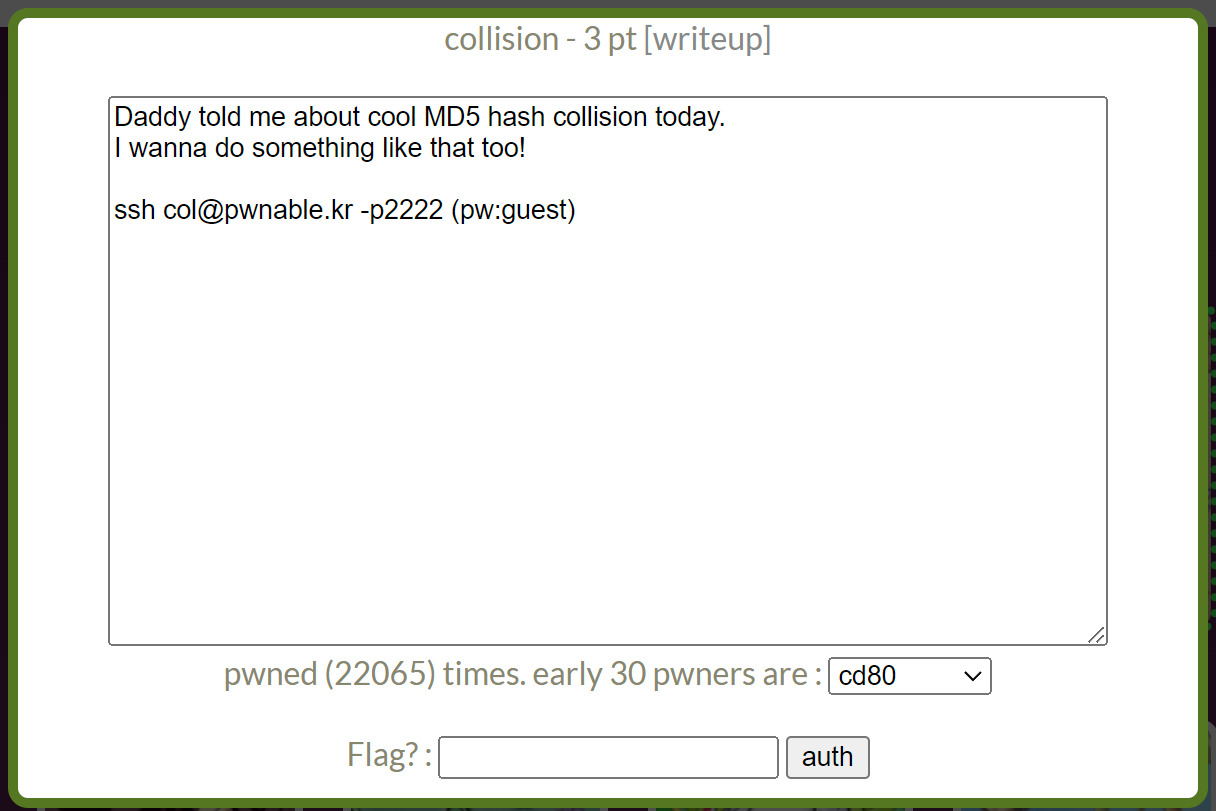 collision - 3 pt [writeup]
Daddy told me about cool MD5 hash collision today.
I wanna do something like that too!
ssh col@pwnable.kr -p2222 (pw:guest)
pwned (22065) times. early 30 pwners are : cd80
Flag? : auth